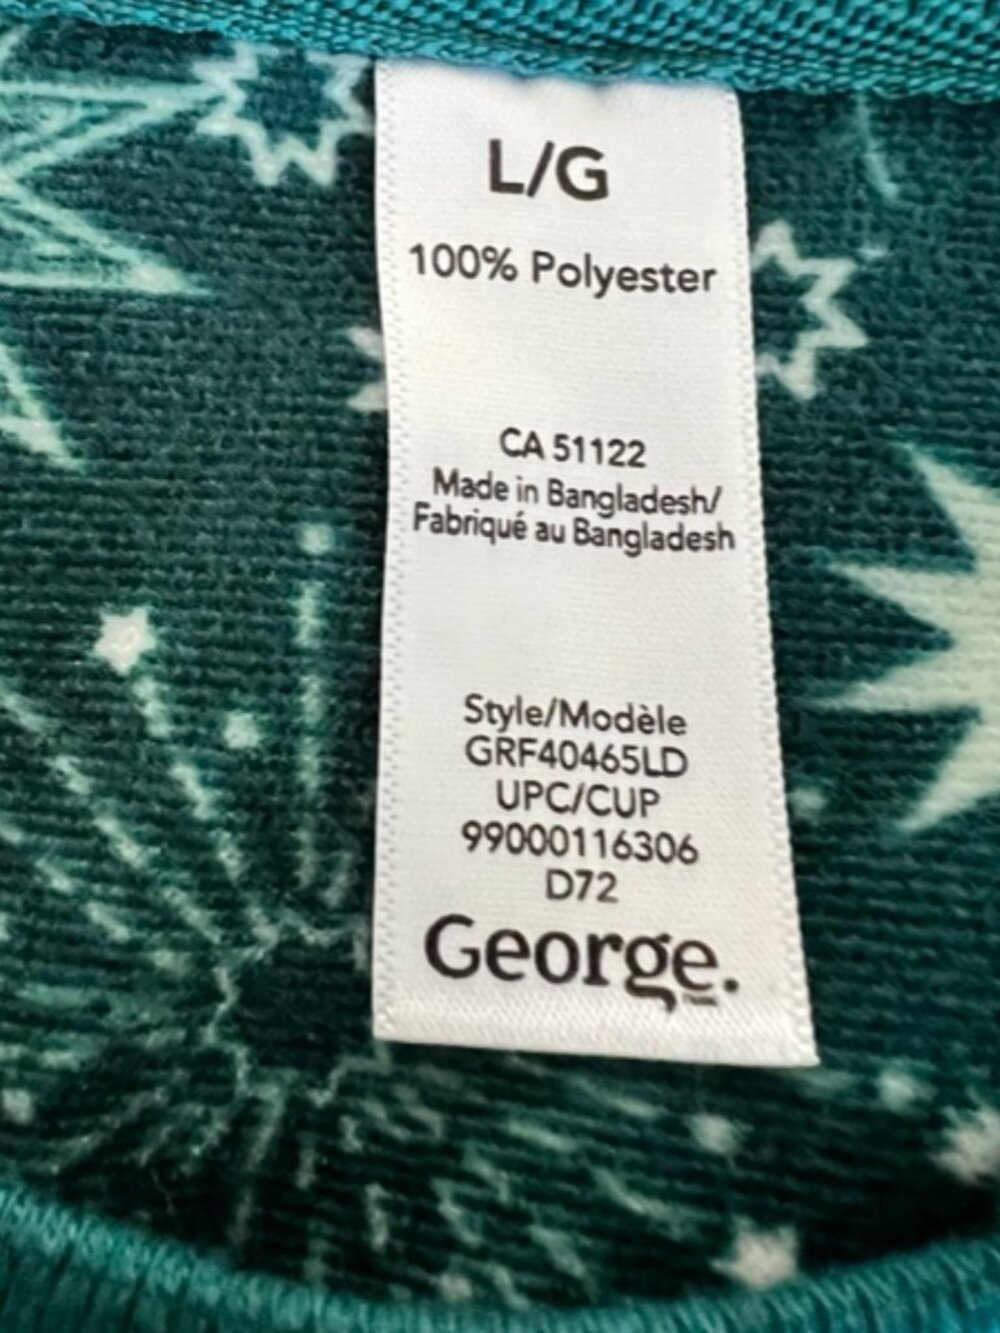 L/G
100% Polyester
CA 51122
Made in Bangladesh/
Fabriqué au Bangladesh
Style/Modèle
GRF40465LD
UPC/CUP
99000116306
D72
George.